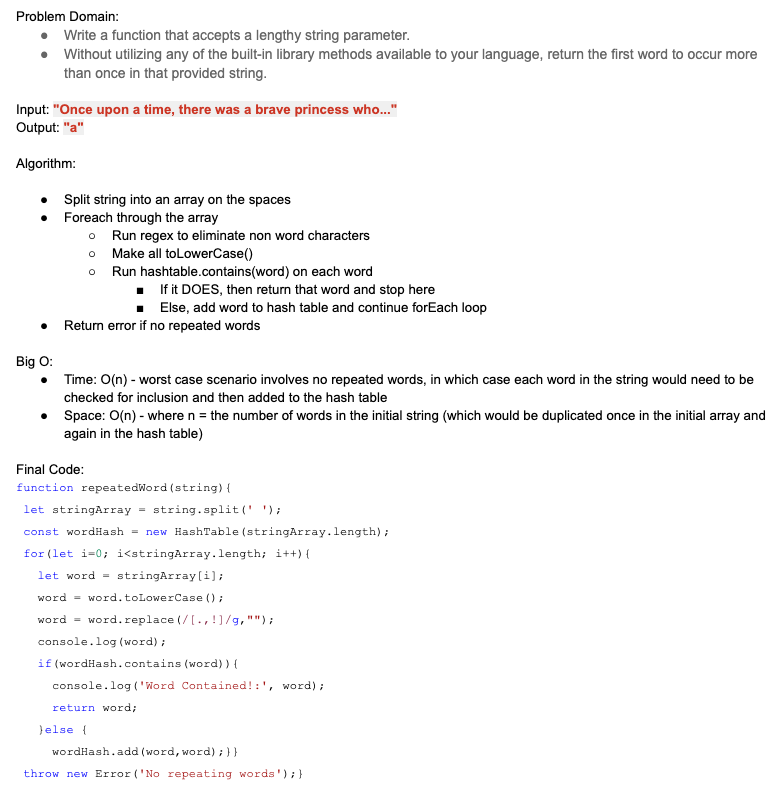 Problem Domain:
● Write a function that accepts a lengthy string parameter.
● Without utilizing any of the built-in library methods available to your language, return the first word to occur more
than once in that provided string.
Input: "Once upon a time, there was a brave princess who..."
Output: "a"
Algorithm:
● Split string into an array on the spaces
● Foreach through the array
○ Run regex to eliminate non word characters
○ Make all toLowerCase()
○ Run hashtable.contains(word) on each word
■ If it DOES, then return that word and stop here
■ Else, add word to hash table and continue forEach loop
● Return error if no repeated words
Big O:
● Time: O(n) - worst case scenario involves no repeated words, in which case each word in the string would need to be
checked for inclusion and then added to the hash table
● Space: O(n) - where n = the number of words in the initial string (which would be duplicated once in the initial array and
again in the hash table)
Final Code:
function repeatedWord(string){
let stringArray = string.split(' ');
const wordHash = new HashTable(stringArray.length);
for(let i=0; i<stringArray.length; i++){
let word = stringArray[i];
word = word.toLowerCase();
word = word.replace(/[.,!]/g,"");
console.log(word);
if(wordHash.contains(word)){
console.log('Word Contained!:', word);
return word;
}else {
wordHash.add(word,word);}}
throw new Error('No repeating words');}